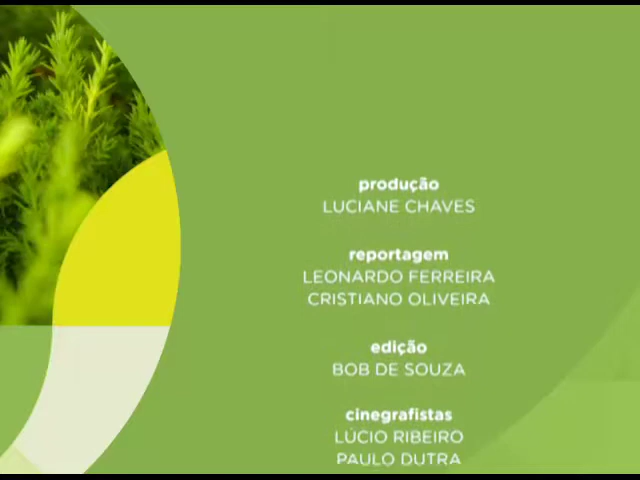 produção
LUCIANE CHAVES
reportagem
LEONARDO FERREIRA
CRISTIANO OLIVEIRA
edição
BOB DE SOUZA
cinegrafistas
LÚCIO RIBEIRO
PAULO DUTRA